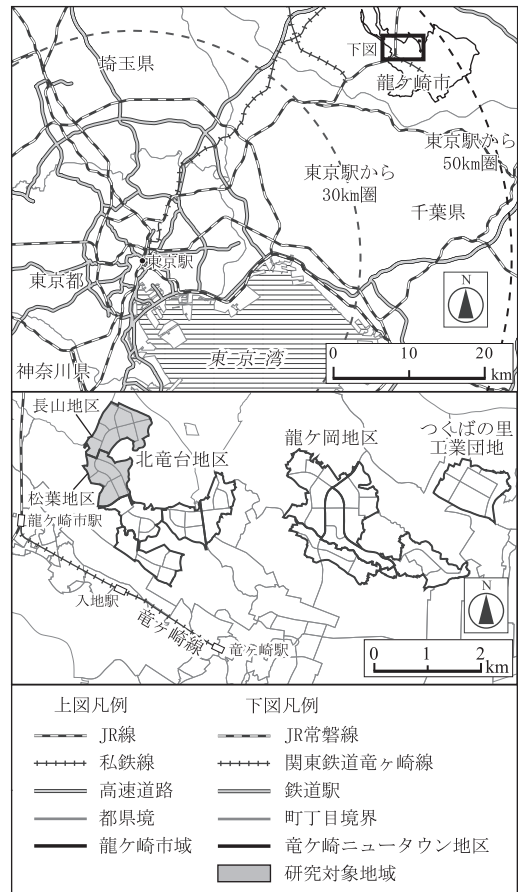 埼玉県
下図
龍ケ崎市
東京駅から
50km圏
東京駅から
30km圏
千葉県
東京駅
東京都
神奈川県
東京湾
N
0 10 20
km
長山地区
北竜台地区
龍ケ岡地区
つくばの里
工業団地
松葉地区
龍ケ崎市駅
入地駅
竜ヶ崎線
竜ヶ崎駅
N
0 1 2
km
上図凡例
JR線
私鉄線
高速道路
都県境
龍ケ崎市域
下図凡例
JR常磐線
関東鉄道竜ヶ崎線
鉄道駅
町丁目境界
竜ケ崎ニュータウン地区
研究対象地域